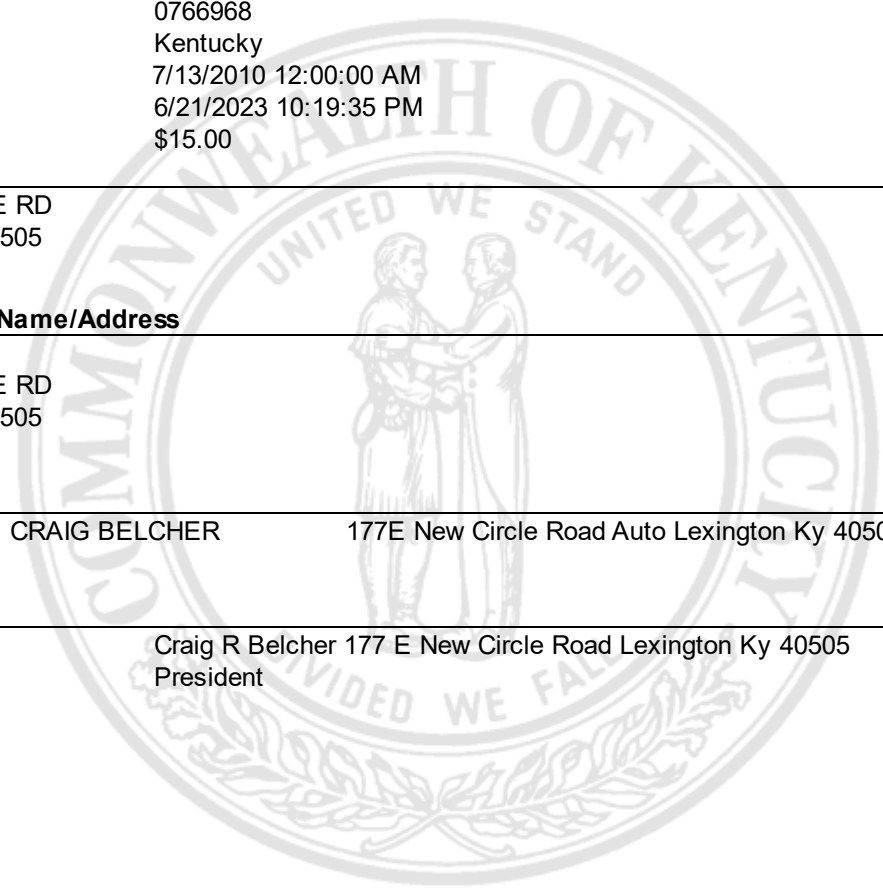 0766968
Kentucky
7/13/2010 12:00:00 AM
6/21/2023 10:19:35 PM
$15.00
E RD
505
Name/Address
E RD
505
CRAIG BELCHER 177E New Circle Road Auto Lexington Ky 4050
Craig R Belcher 177 E New Circle Road Lexington Ky 40505
President
COMMONWEALTH OF KENTUCKY
UNITED WE STAND
DIVIDED WE FALL